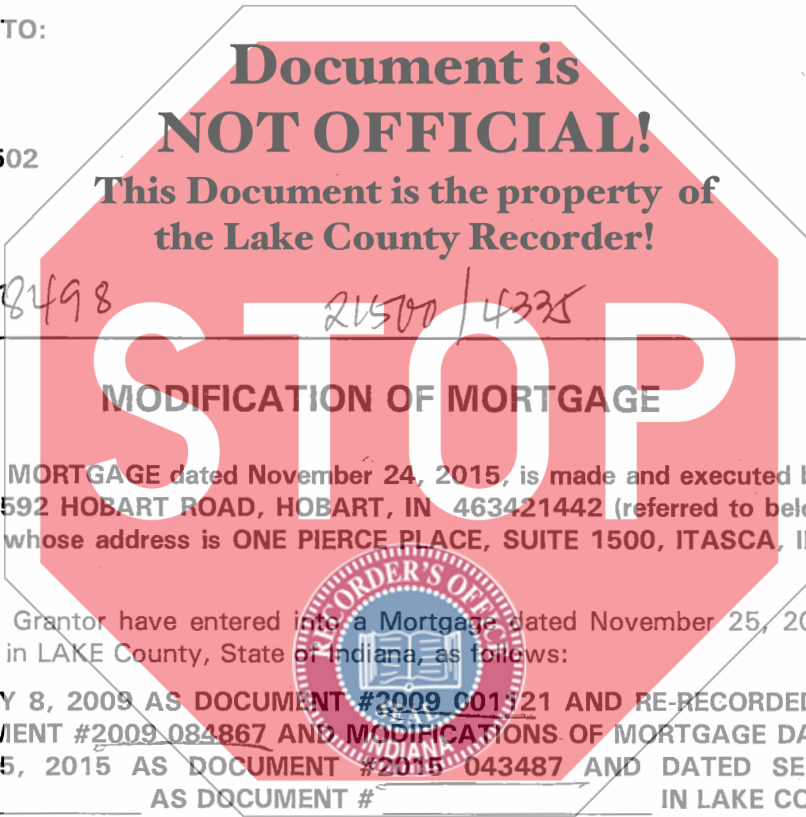 TO:
Document is
NOT OFFICIAL!
502
This Document is the property of
the Lake County Recorder!
8498 21500/4335
STOP
MODIFICATION OF MORTGAGE
MORTGAGE dated November 24, 2015, is made and executed b
592 HOBART ROAD, HOBART, IN 463421442 (referred to belo
whose address is ONE PIERCE PLACE, SUITE 1500, ITASCA, I
RECORDER'S OFFICE
Grantor have entered into a Mortgage dated November 25, 20
in LAKE County, State of Indiana, as follows:
Y 8, 2009 AS DOCUMENT #2009 001121 AND RE-RECORDED
MENT #2009 084867 AND MODIFICATIONS OF MORTGAGE DA
SEAL
INDIANA
5, 2015 AS DOCUMENT #2015 043487 AND DATED SE
AS DOCUMENT # IN LAKE CO